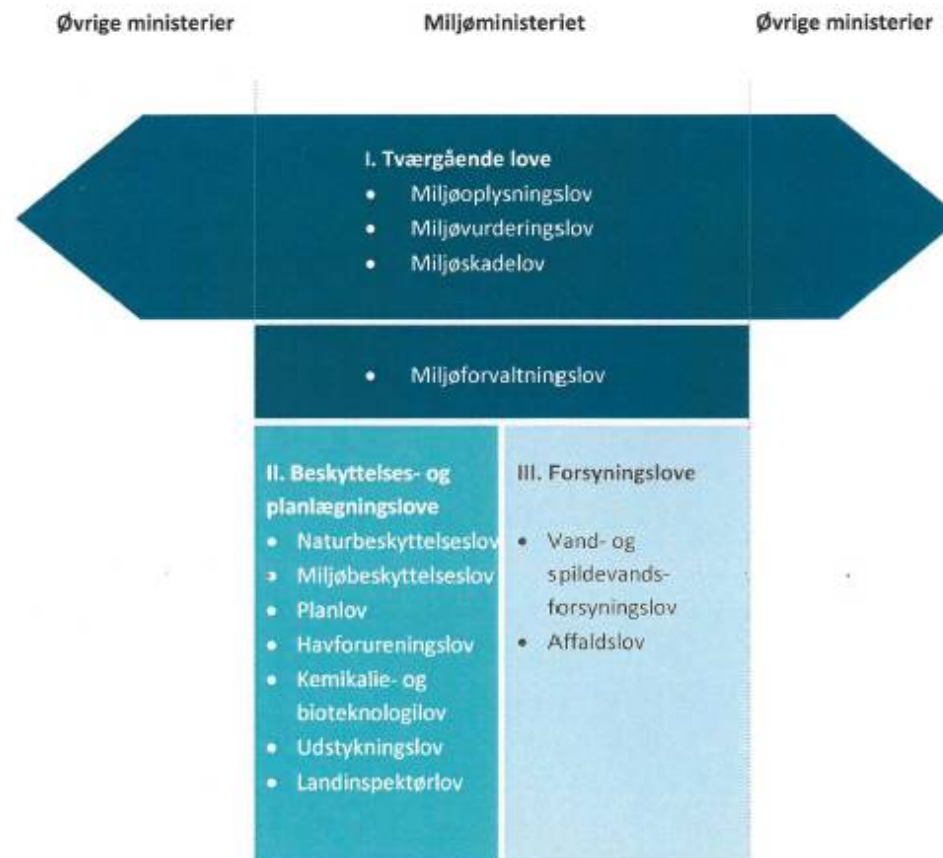 Øvrige ministerier
Miljøministeriet
Øvrige ministerier
I. Tværgående love
• Miljøoplysningslov
• Miljøvurderingslov
• Miljøskadelov
• Miljøforvaltningslov
II. Beskyttelses- og
planlægningslove
• Naturbeskyttelseslov
• Miljøbeskyttelseslov
• Planlov
• Havforureningslov
• Kemikalie- og
bioteknologilov
• Udstykningslov
• Landinspektørlov
III. Forsyningslove
• Vand- og
spildevands-
forsyningslov
• Affaldslov